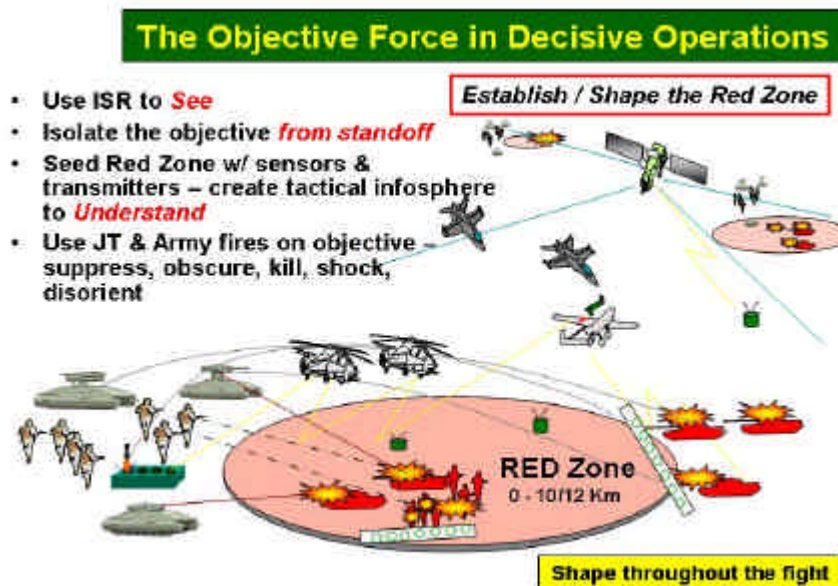 The Objective Force in Decisive Operations
• Use ISR to See
• Isolate the objective from standoff
• Seed Red Zone w/ sensors &
transmitters – create tactical infosphere
to Understand
• Use JT & Army fires on objective –
suppress, obscure, kill, shock,
disorient
Establish / Shape the Red Zone
RED Zone
0 - 10/12 Km
Shape throughout the fight